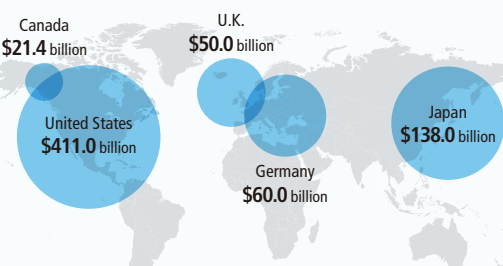 Canada
$21.4 billion
U.K.
$50.0 billion
United States
$411.0 billion
Germany
$60.0 billion
Japan
$138.0 billion